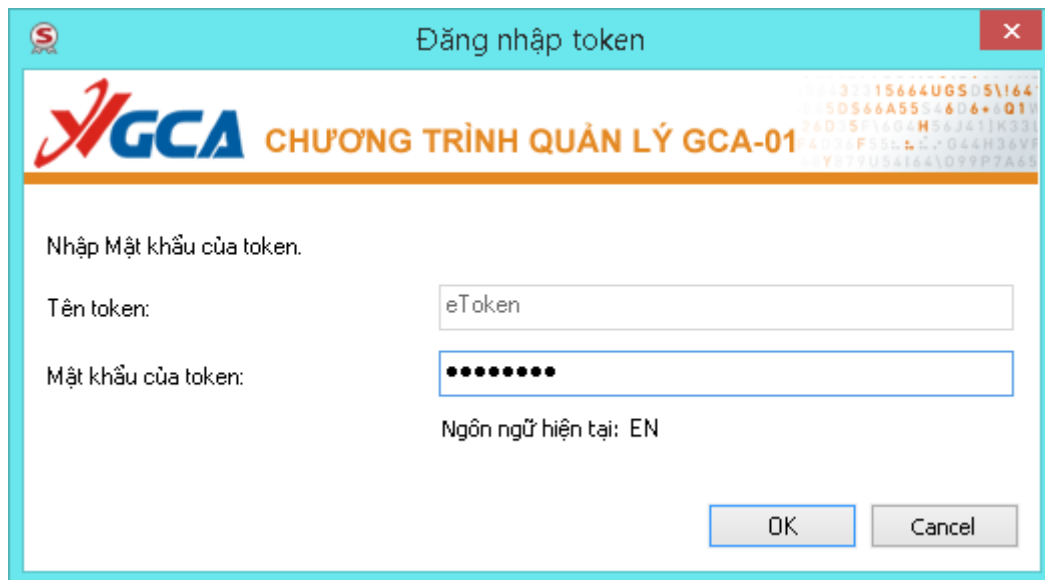 Đăng nhập token
VGCA CHƯƠNG TRÌNH QUẢN LÝ GCA-01
Nhập Mật khẩu của token.
Tên token: eToken
Mật khẩu của token: ••••••••
Ngôn ngữ hiện tại: EN
OK Cancel